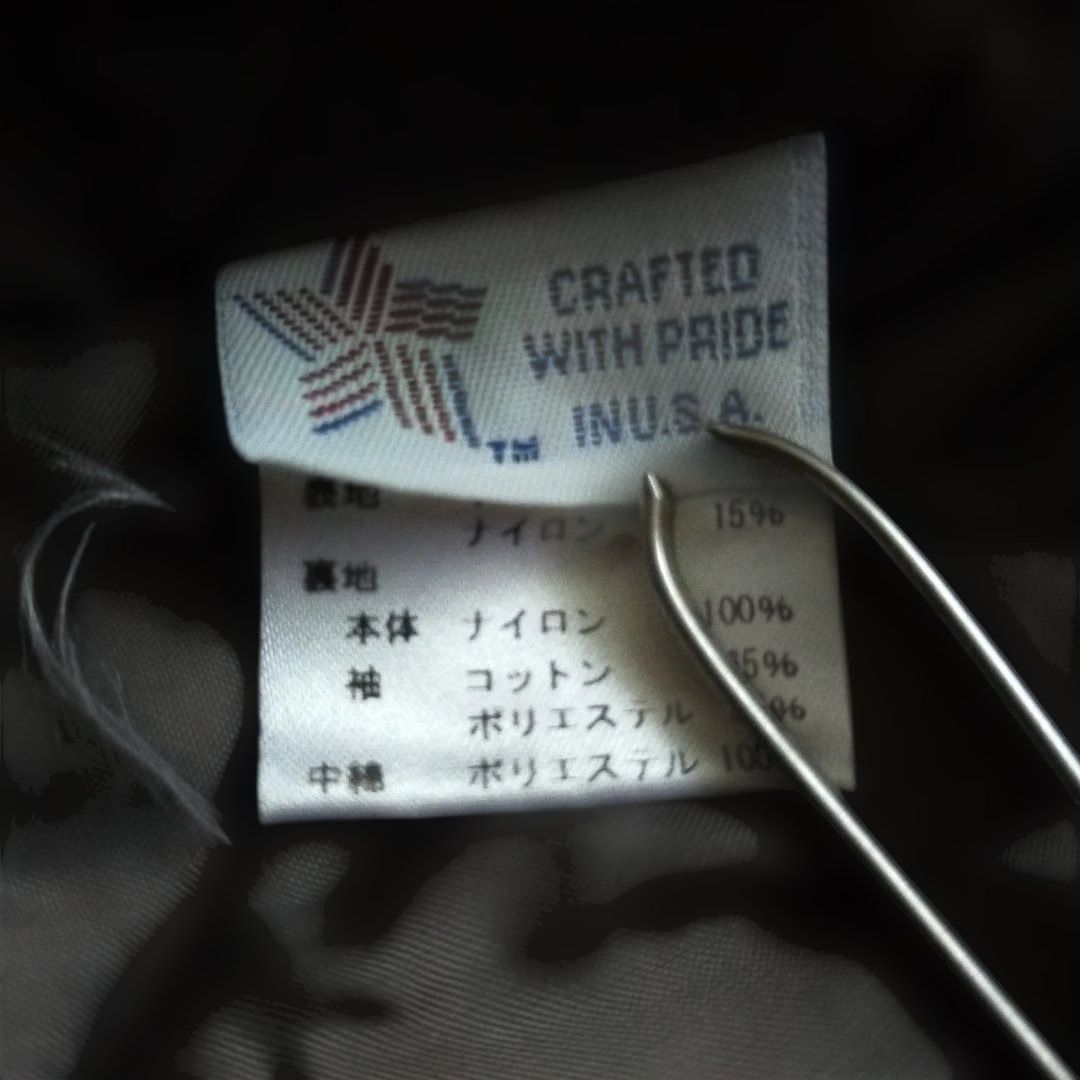 CRAFTED
WITH PRIDE
IN U.S.A.
TM
ナイロン 15%
裏地
本体 ナイロン 100%
袖 コットン
ポリエステル
中綿 ポリエステル